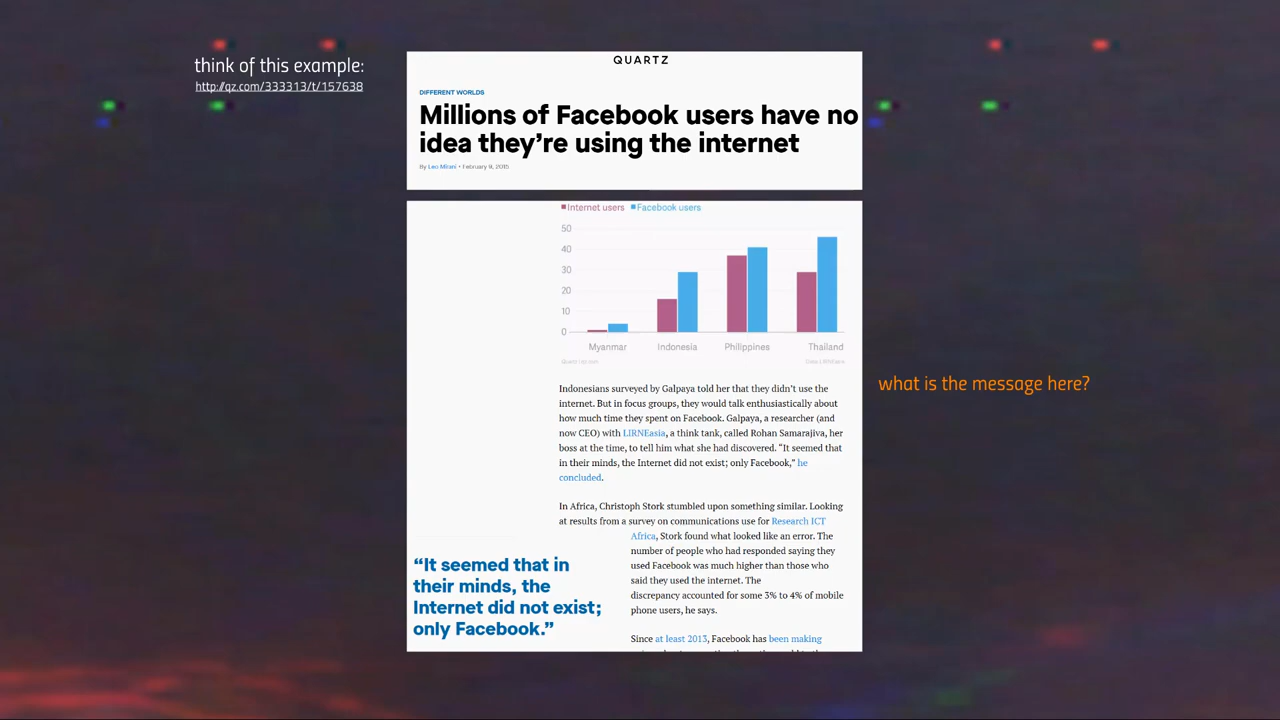 think of this example:
http://qz.com/333313/t/157638
QUARTZ
DIFFERENT WORLDS
Millions of Facebook users have no
idea they're using the internet
By Leo Mirani • February 9, 2015
Internet users Facebook users
50
40
30
20
10
0
Myanmar Indonesia Philippines Thailand
Indonesians surveyed by Galpaya told her that they didn't use the
internet. But in focus groups, they would talk enthusiastically about
how much time they spent on Facebook. Galpaya, a researcher (and
now CEO) with LIRNEasia, a think tank, called Rohan Samarajiva, her
boss at the time, to tell him what she had discovered. "It seemed that
in their minds, the Internet did not exist; only Facebook," he
concluded.
In Africa, Christoph Stork stumbled upon something similar. Looking
at results from a survey on communications use for Research ICT
Africa, Stork found what looked like an error. The
number of people who had responded saying they
used Facebook was much higher than those who
said they used the internet. The
discrepancy accounted for some 3% to 4% of mobile
phone users, he says.
Since at least 2013, Facebook has been making
“It seemed that in
their minds, the
Internet did not exist;
only Facebook.”
what is the message here?